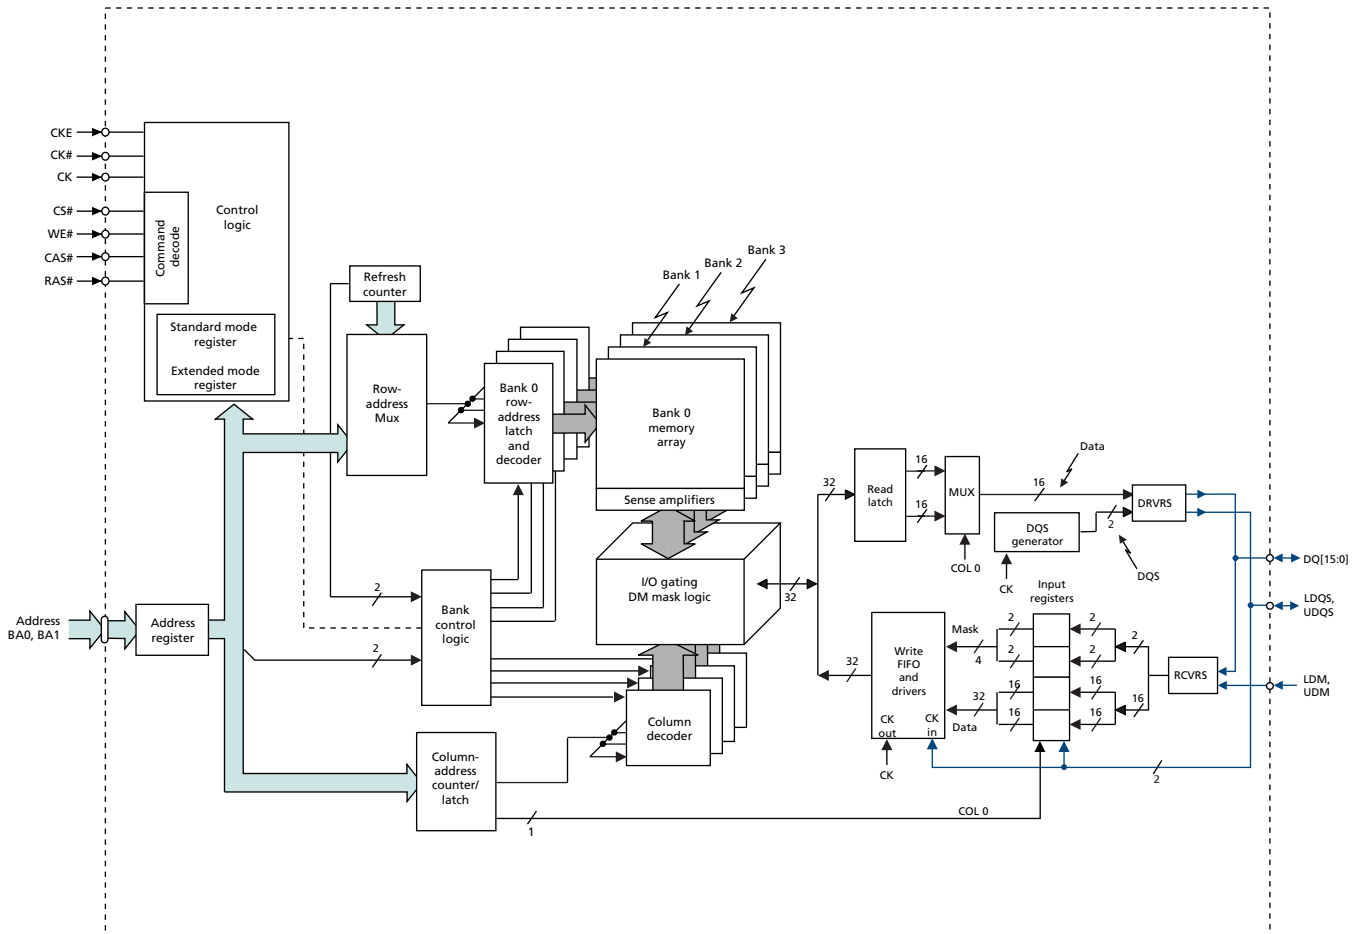 CKE
CK#
CK
CS#
WE#
CAS#
RAS#
Command
decode
Control
logic
Standard mode
register
Extended mode
register
Refresh
counter
Row-
address
Mux
Bank 0
row-
address
latch
and
decoder
Bank 1
Bank 2
Bank 3
Bank 0
memory
array
Sense amplifiers
I/O gating
DM mask logic
Address
BA0, BA1
Address
register
2
2
Bank
control
logic
Column
decoder
Column-
address
counter/
latch
1
COL 0
32
32
32
Read
latch
16
16
MUX
COL 0
16
Data
DQS
generator
CK
2
DQS
DRVRS
DQ[15:0]
LDQS,
UDQS
LDM,
UDM
RCVRS
Input
registers
2
2
16
16
2
2
16
16
2
16
Mask
4
32
Data
Write
FIFO
and
drivers
CK
out
CK
in
CK
2